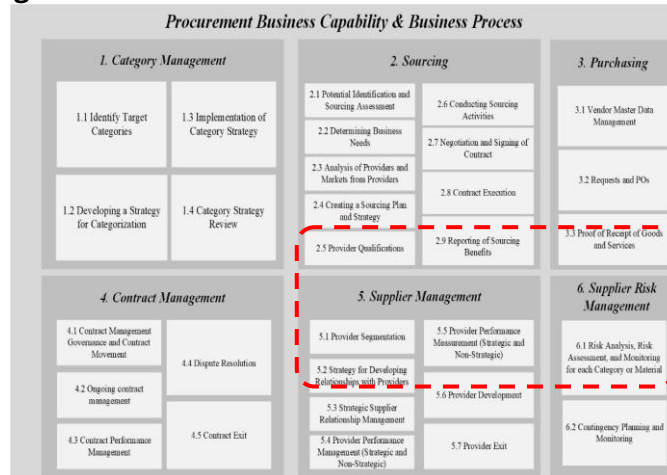 Procurement Business Capability & Business Process
1. Category Management
1.1 Identify Target
Categories
1.3 Implementation of
Category Strategy
1.2 Developing a Strategy
for Categorization
1.4 Category Strategy
Review
2. Sourcing
2.1 Potential Identification and
Sourcing Assessment
2.2 Determining Business
Needs
2.3 Analysis of Providers and
Markets from Providers
2.4 Creating a Sourcing Plan
and Strategy
2.5 Provider Qualifications
2.6 Conducting Sourcing
Activities
2.7 Negotiation and Signing of
Contract
2.8 Contract Execution
2.9 Reporting of Sourcing
Benefits
3. Purchasing
3.1 Vendor Master Data
Management
3.2 Requests and POs
3.3 Proof of Receipt of Goods
and Services
4. Contract Management
4.1 Contract Management
Governance and Contract
Movement
4.2 Ongoing contract
management
4.3 Contract Performance
Management
4.4 Dispute Resolution
4.5 Contract Exit
5. Supplier Management
5.1 Provider Segmentation
5.2 Strategy for Developing
Relationships with Providers
5.3 Strategic Supplier
Relationship Management
5.4 Provider Performance
Management (Strategic and
Non-Strategic)
5.5 Provider Performance
Measurement (Strategic and
Non-Strategic)
5.6 Provider Development
5.7 Provider Exit
6. Supplier Risk
Management
6.1 Risk Analysis, Risk
Assessment, and Monitoring
for each Category or Material
6.2 Contingency Planning and
Monitoring